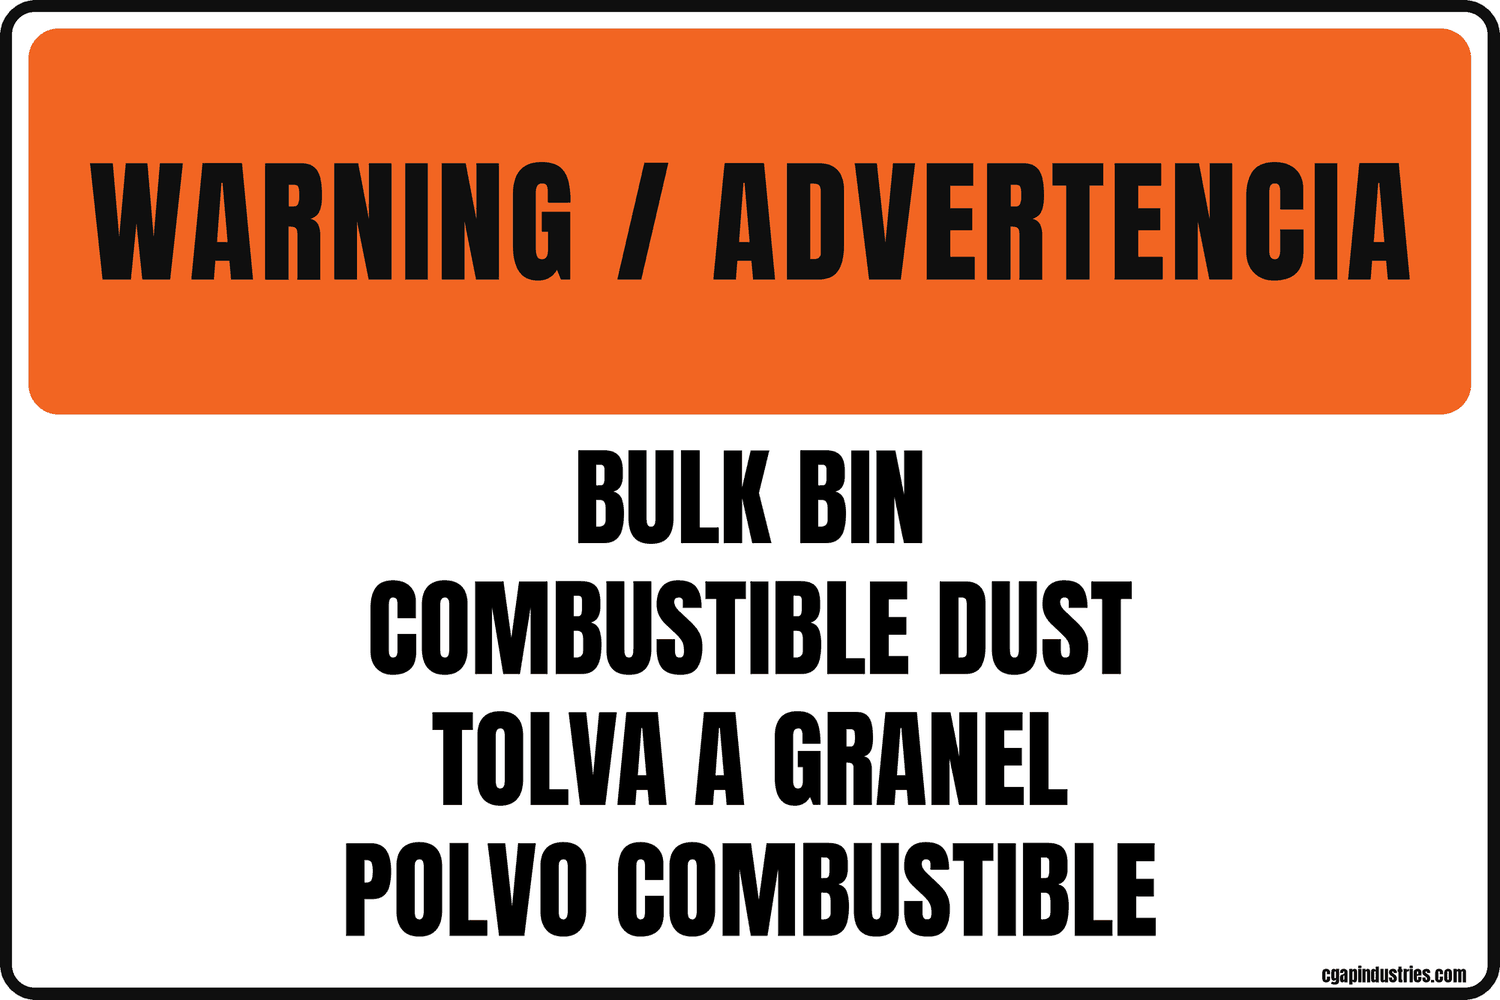 WARNING / ADVERTENCIA
BULK BIN
COMBUSTIBLE DUST
TOLVA A GRANEL
POLVO COMBUSTIBLE
cgapindustries.com